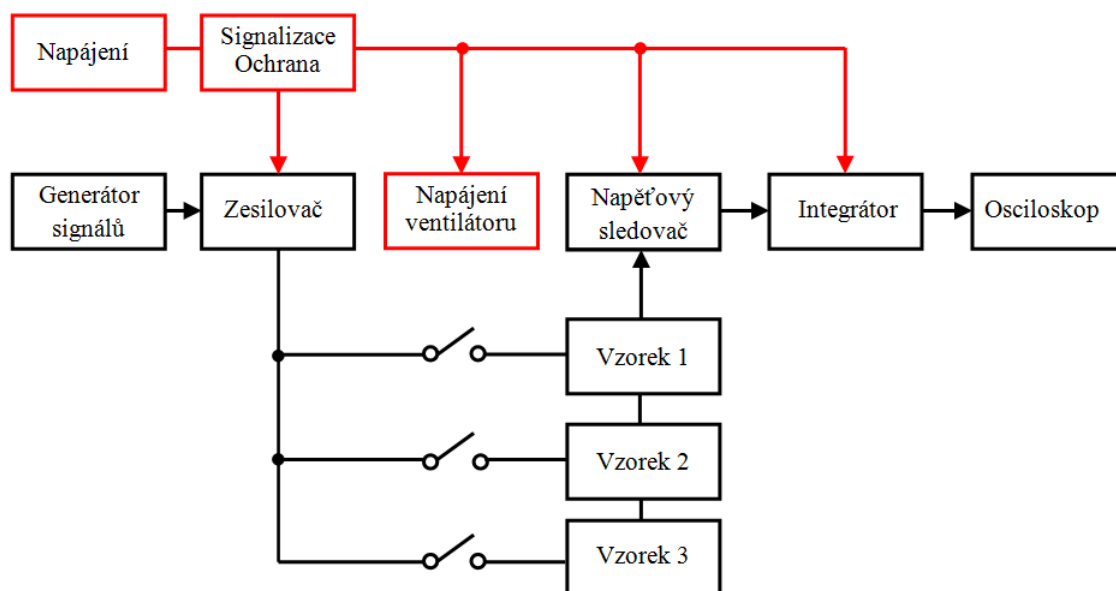 Napájení
Signalizace
Ochrana
Generátor
signálů
Zesilovač
Napájení
ventilátoru
Napěťový
sledovač
Integrátor
Osciloskop
Vzorek 1
Vzorek 2
Vzorek 3